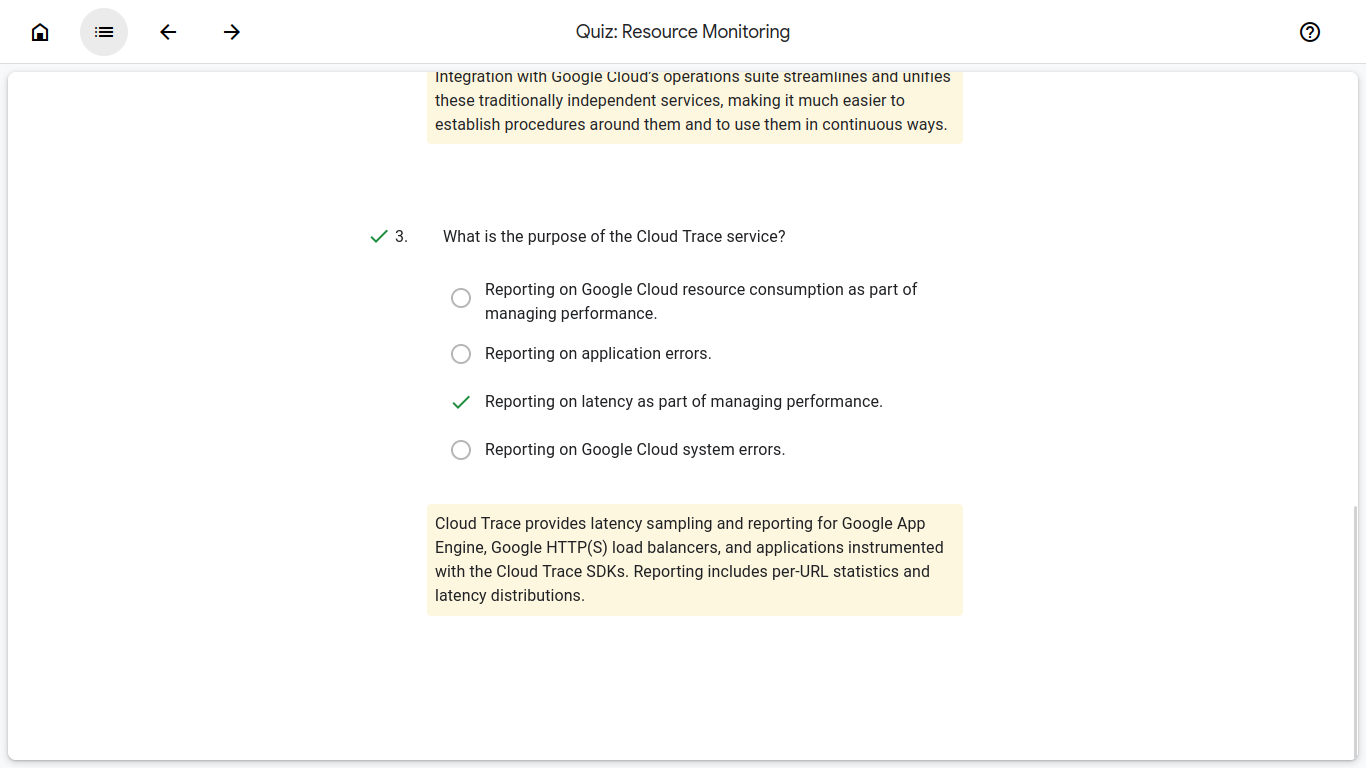 Quiz: Resource Monitoring
Integration with Google Cloud's operations suite streamlines and unifies
these traditionally independent services, making it much easier to
establish procedures around them and to use them in continuous ways.
3. What is the purpose of the Cloud Trace service?
Reporting on Google Cloud resource consumption as part of
managing performance.
Reporting on application errors.
Reporting on latency as part of managing performance.
Reporting on Google Cloud system errors.
Cloud Trace provides latency sampling and reporting for Google App
Engine, Google HTTP(S) load balancers, and applications instrumented
with the Cloud Trace SDKs. Reporting includes per-URL statistics and
latency distributions.